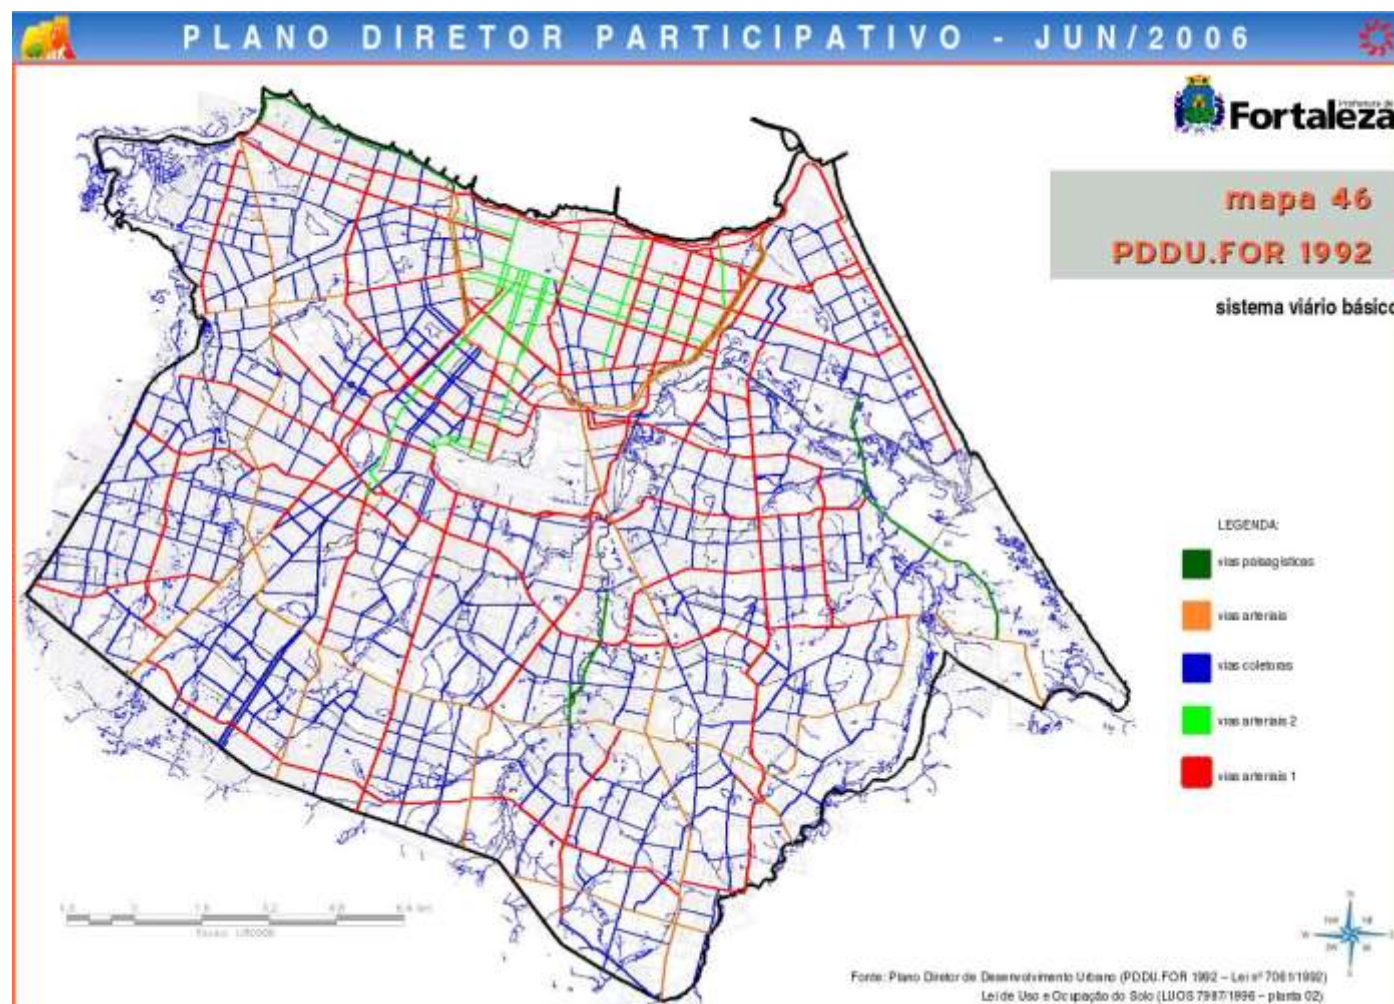 PLANO DIRETOR PARTICIPATIVO - JUN/2006
Prefeitura de
Fortaleza
mapa 46
PDDU.FOR 1992
sistema viário básico
LEGENDA:
vias paisagísticas
vias arteriais
vias coletoras
vias arteriais 2
vias arteriais 1
Fonte: Plano Diretor de Desenvolvimento Urbano (PDDU.FOR 1992 – Lei nº 7061/1992)
Lei de Uso e Ocupação do Solo (LUOS 7987/1996 – planta 02)